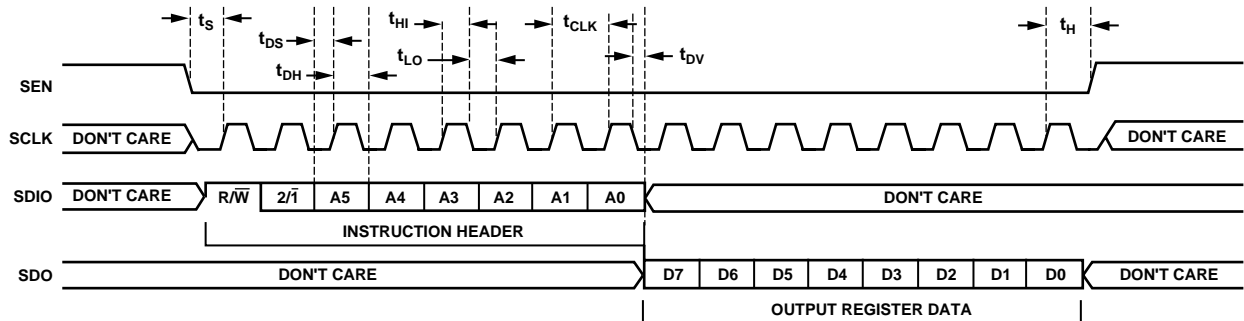 tS
tHI
tCLK
tH
tDS
tLO
tDV
tDH
SEN
SCLK DON'T CARE DON'T CARE
SDIO DON'T CARE R/W̅ 2/1̅ A5 A4 A3 A2 A1 A0 DON'T CARE
INSTRUCTION HEADER
SDO DON'T CARE D7 D6 D5 D4 D3 D2 D1 D0 DON'T CARE
OUTPUT REGISTER DATA